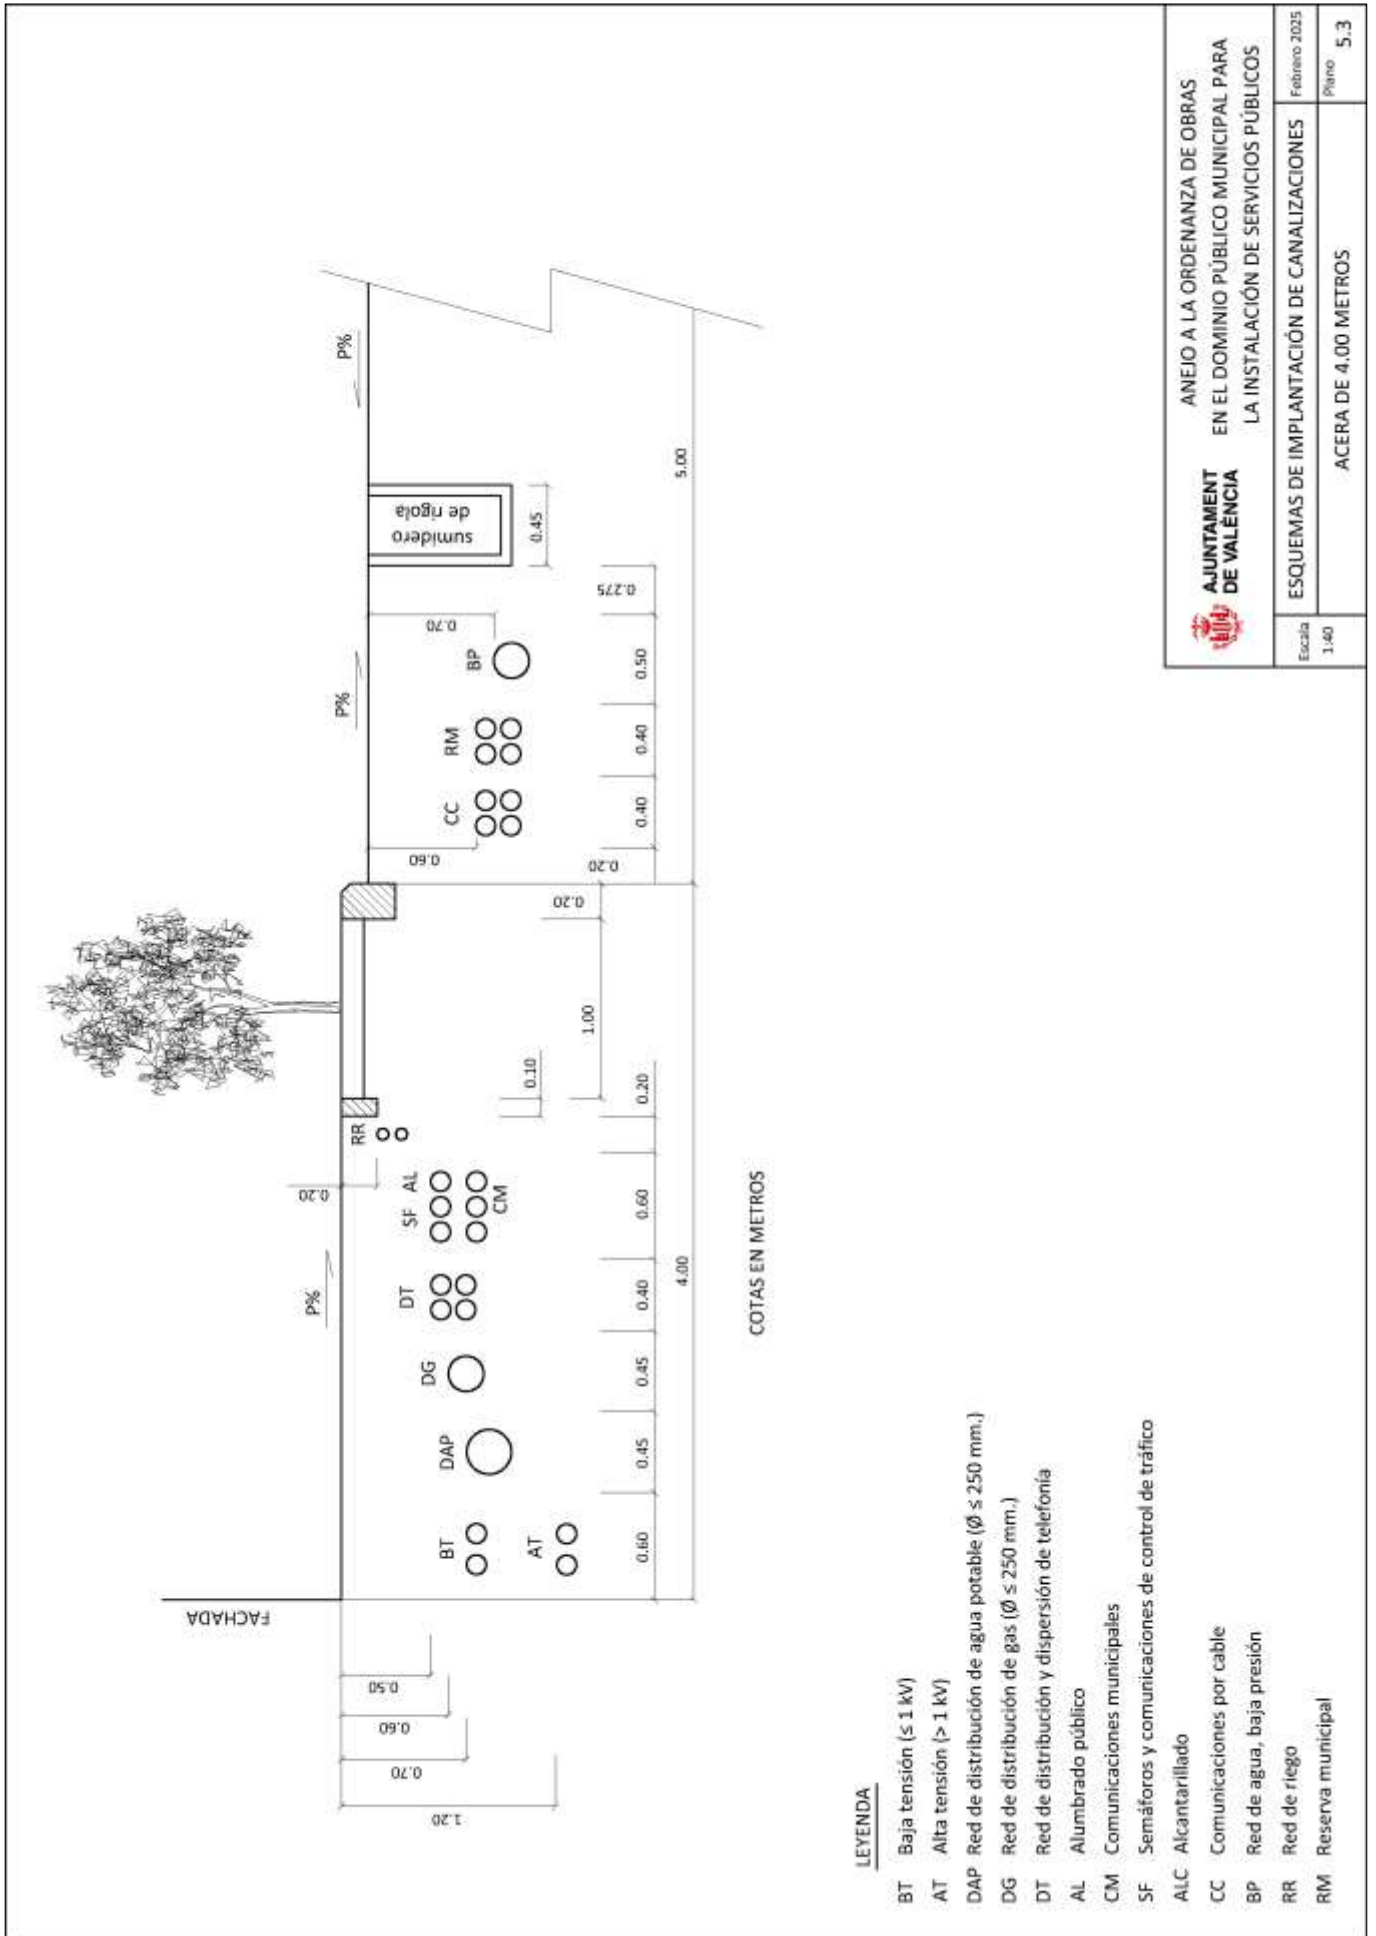 FACHADA
P%
P%
P%
0.50
0.60
0.70
1.20
0.20
BT
AT
DAP
DG
DT
SF AL
CM
RR
CC
RM
BP
0.60
0.70
sumidero
de rigola
0.10
1.00
0.20
0.20
0.275
0.45
0.60
0.45
0.45
0.40
0.60
0.20
0.40
0.40
0.50
4.00
5.00
COTAS EN METROS
LEYENDA
BT Baja tensión (≤ 1 kV)
AT Alta tensión (> 1 kV)
DAP Red de distribución de agua potable (Ø ≤ 250 mm.)
DG Red de distribución de gas (Ø ≤ 250 mm.)
DT Red de distribución y dispersión de telefonía
AL Alumbrado público
CM Comunicaciones municipales
SF Semáforos y comunicaciones de control de tráfico
ALC Alcantarillado
CC Comunicaciones por cable
BP Red de agua, baja presión
RR Red de riego
RM Reserva municipal
AJUNTAMENT
DE VALÈNCIA
ANEJO A LA ORDENANZA DE OBRAS
EN EL DOMINIO PÚBLICO MUNICIPAL PARA
LA INSTALACIÓN DE SERVICIOS PÚBLICOS
Escala
1:40
ESQUEMAS DE IMPLANTACIÓN DE CANALIZACIONES
Febrero 2025
ACERA DE 4.00 METROS
Plano 5.3